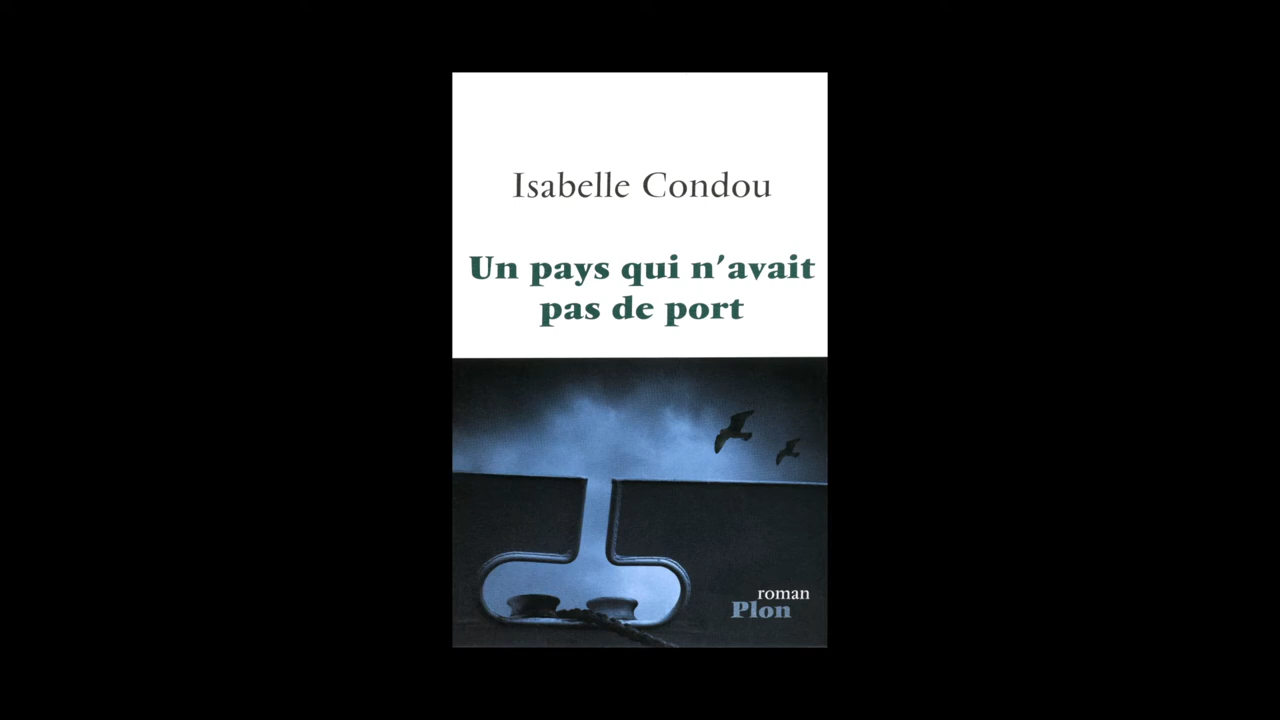 Isabelle Condou
Un pays qui n'avait
pas de port
roman
Plon